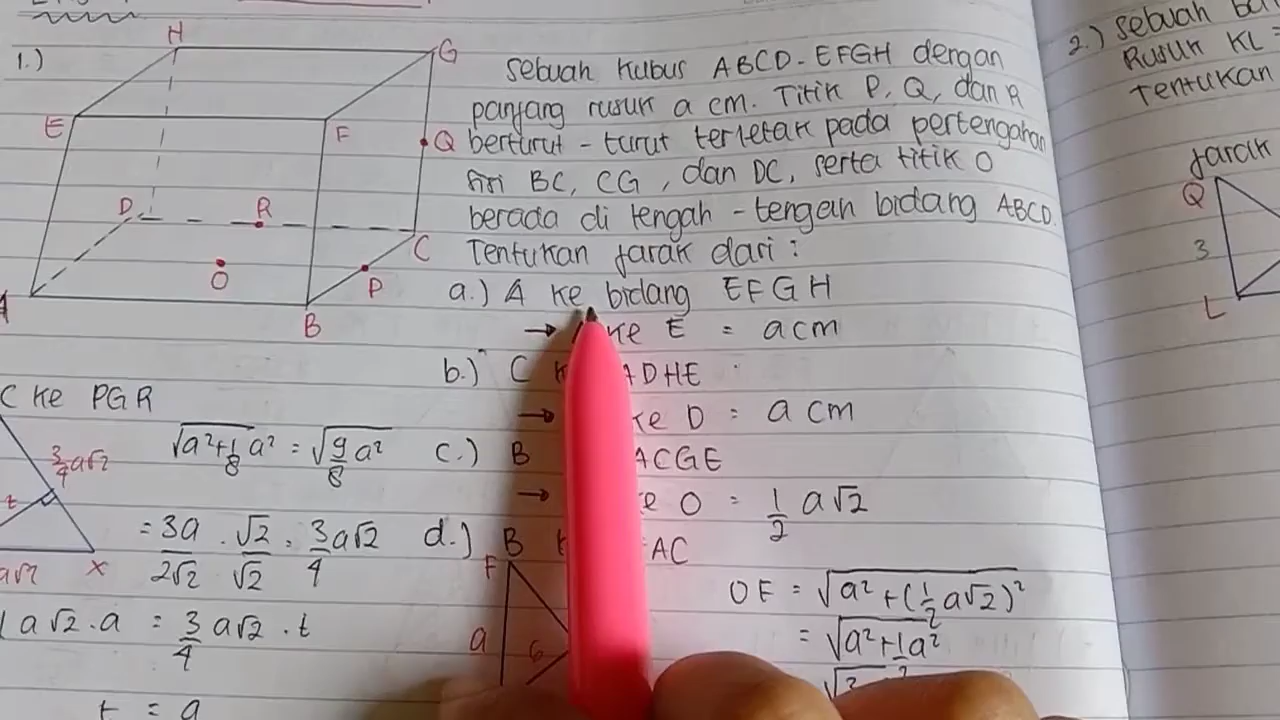 1.)
H
G
E
F
Q
D
R
C
O
P
B
Sebuah Kubus ABCD-EFGH dengan
panjang rusuk a cm. Titik P, Q, dan R
berturut-turut terletak pada pertengahan
BC, CG, dan DC, serta titik O
berada di tengah-tengah bidang ABCD.
Tentukan jarak dari:
a.) A ke bidang EFGH
→ ke E = a cm
b.) C ADHE
→ ke D = a cm
c.) B ACGE
→ O = 1/2 a√2
d.) B AC
F
a
OF = √a² + (1/2 a√2)²
= √a² + 1/2 a²
C ke PGR
3/4 a√2
t
√a² + 1/8 a² = √9/8 a²
= 3a/2√2 . √2/√2 = 3/4 a√2
x
a√2 . a = 3/4 a√2 . t
t = a
2.) Sebuah
Rusuk KL =
Tentukan
Jarak
Q
3
L